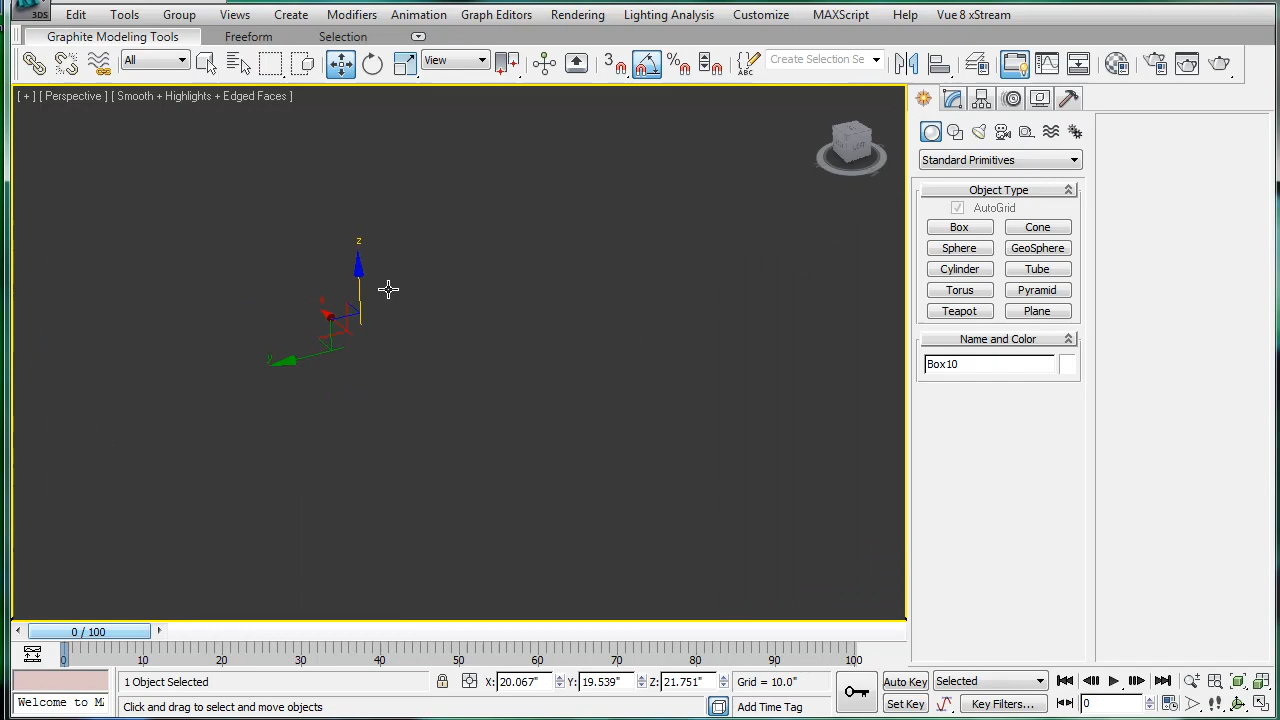 3DS Edit Tools Group Views Create Modifiers Animation Graph Editors Rendering Lighting Analysis Customize MAXScript Help Vue 8 xStream
Graphite Modeling Tools Freeform Selection
All View 3 % ABC Create Selection Se
[ + ] [ Perspective ] [ Smooth + Highlights + Edged Faces ]
Standard Primitives
Object Type
AutoGrid
Box Cone
Sphere GeoSphere
Cylinder Tube
Torus Pyramid
Teapot Plane
Name and Color
Box10
z
x
y
0 / 100
0 10 20 30 40 50 60 70 80 90 100
1 Object Selected X: 20.067" Y: 19.539" Z: 21.751" Grid = 10.0" Auto Key Selected
Welcome to Click and drag to select and move objects Add Time Tag Set Key Key Filters... 0